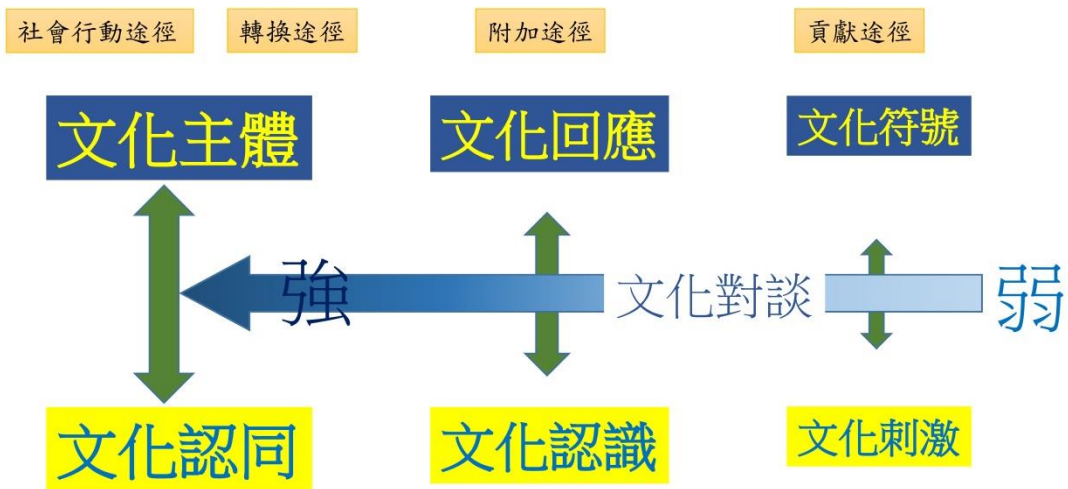 社會行動途徑 轉換途徑 附加途徑 貢獻途徑
文化主體 文化回應 文化符號
強 文化對談 弱
文化認同 文化認識 文化刺激